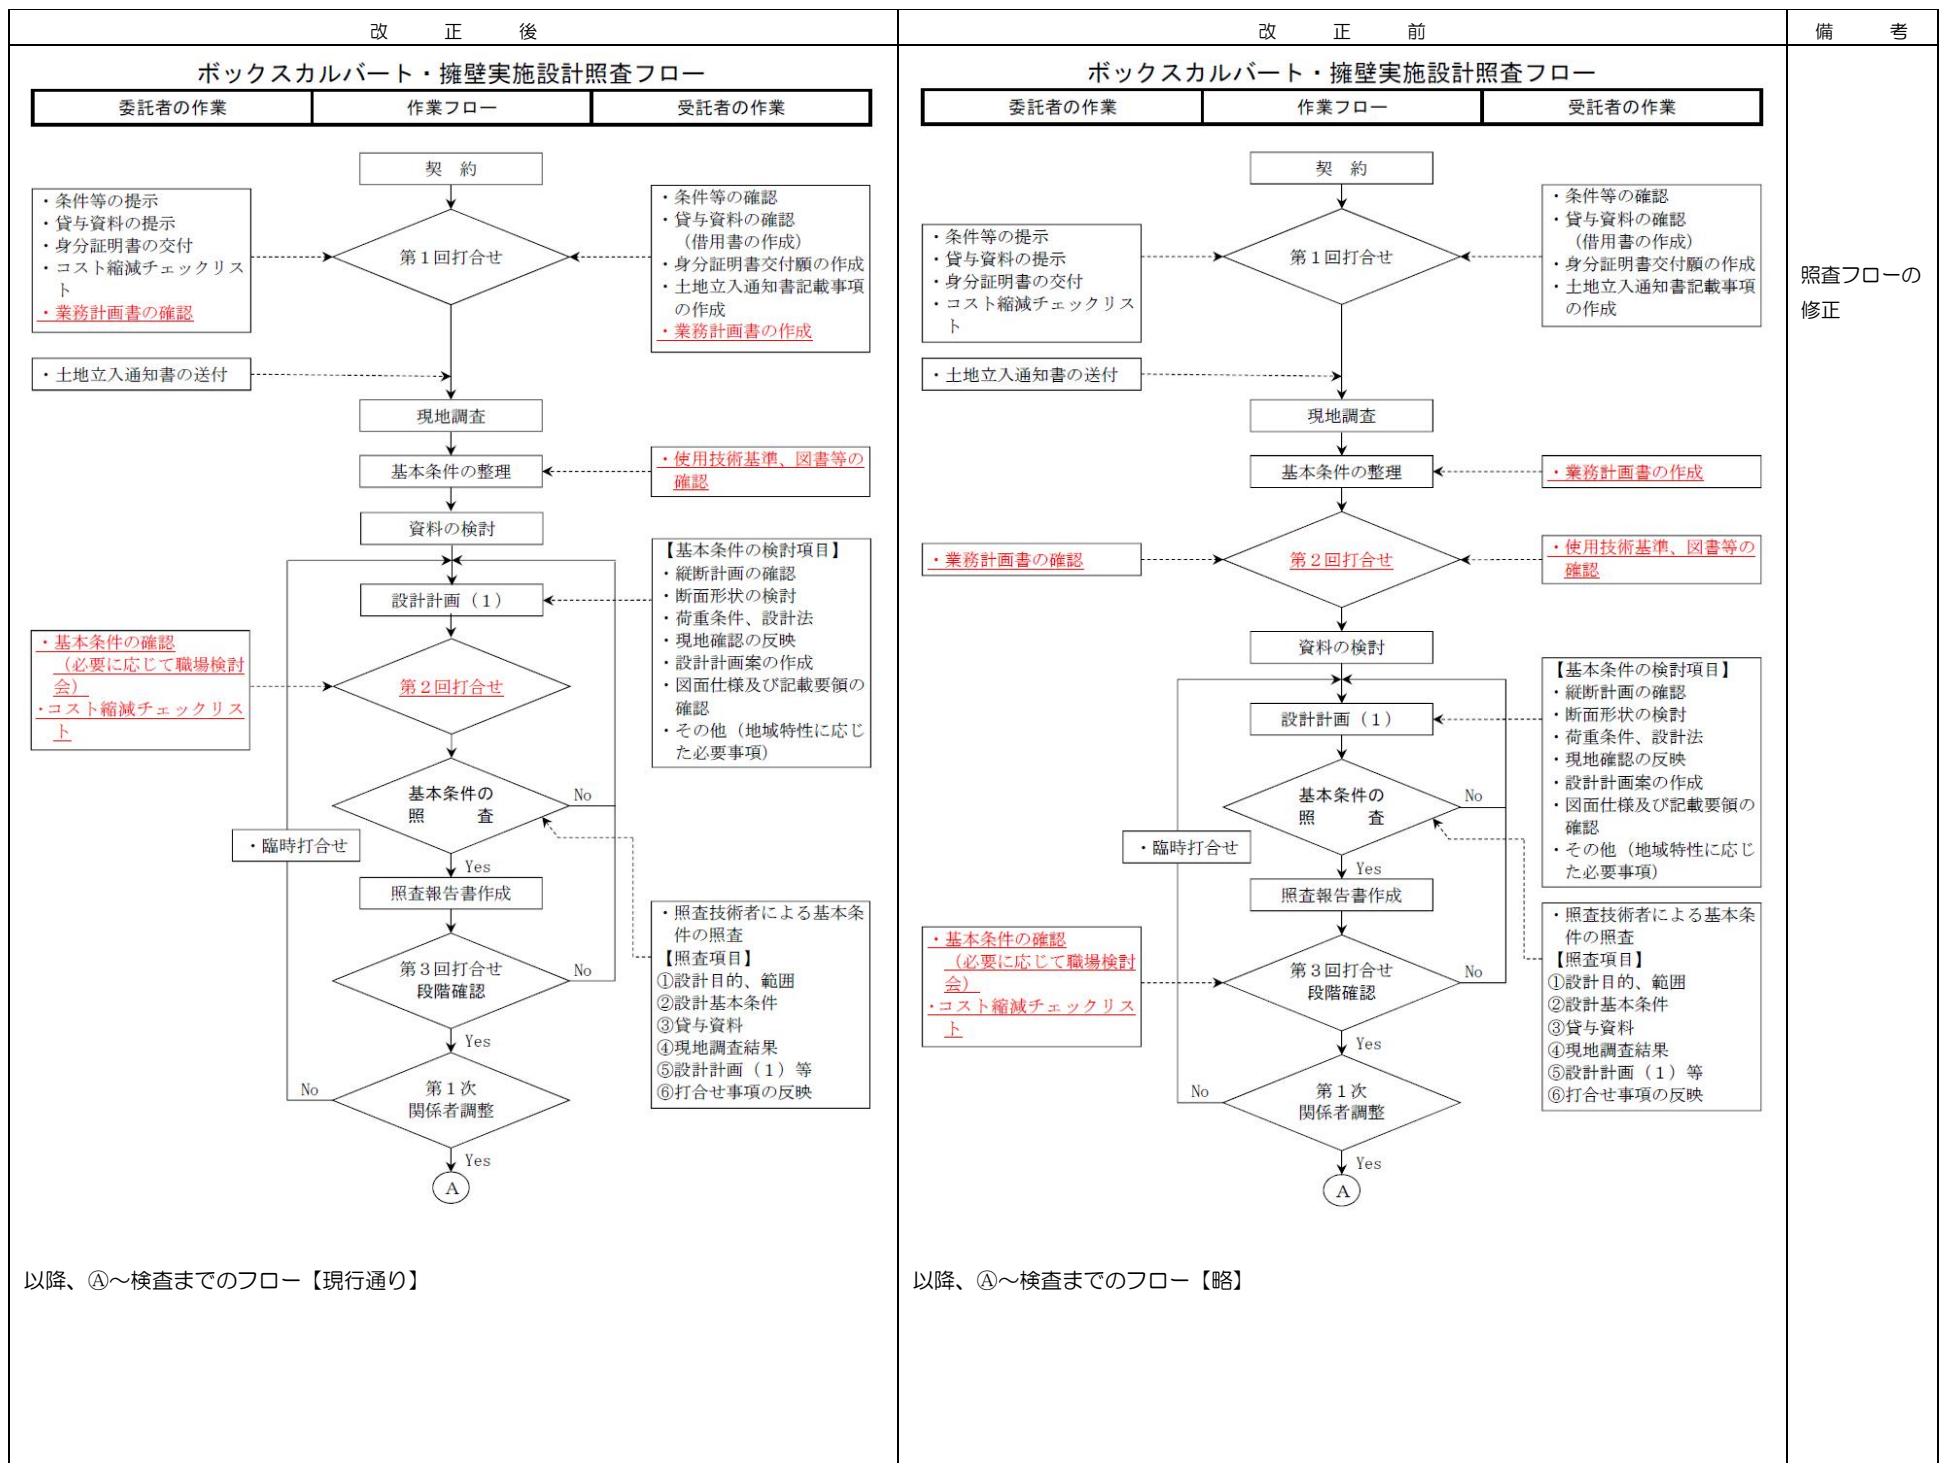 改 正 後
改 正 前
備 考
ボックスカルバート・擁壁実施設計照査フロー
委託者の作業
作業フロー
受託者の作業
契 約
・条件等の提示
・貸与資料の提示
・身分証明書の交付
・コスト縮減チェックリス
ト
・業務計画書の確認
第1回打合せ
・条件等の確認
・貸与資料の確認
(借用書の作成)
・身分証明書交付願の作成
・土地立入通知書記載事項
の作成
・業務計画書の作成
・土地立入通知書の送付
現地調査
基本条件の整理
・使用技術基準、図書等の
確認
資料の検討
設計計画(1)
【基本条件の検討項目】
・縦断計画の確認
・断面形状の検討
・荷重条件、設計法
・現地確認の反映
・設計計画案の作成
・図面仕様及び記載要領の
確認
・その他(地域特性に応じ
た必要事項)
・基本条件の確認
(必要に応じて職場検討
会)
・コスト縮減チェックリス
ト
第2回打合せ
基本条件の
照 査
No
・臨時打合せ
Yes
照査報告書作成
・照査技術者による基本条
件の照査
【照査項目】
①設計目的、範囲
②設計基本条件
③貸与資料
④現地調査結果
⑤設計計画(1)等
⑥打合せ事項の反映
第3回打合せ
段階確認
No
Yes
第1次
関係者調整
No
Yes
A
以降、Ⓐ～検査までのフロー【現行通り】
ボックスカルバート・擁壁実施設計照査フロー
委託者の作業
作業フロー
受託者の作業
契 約
・条件等の提示
・貸与資料の提示
・身分証明書の交付
・コスト縮減チェックリス
ト
第1回打合せ
・条件等の確認
・貸与資料の確認
(借用書の作成)
・身分証明書交付願の作成
・土地立入通知書記載事項
の作成
・土地立入通知書の送付
現地調査
基本条件の整理
・業務計画書の作成
・業務計画書の確認
第2回打合せ
・使用技術基準、図書等の
確認
資料の検討
設計計画(1)
【基本条件の検討項目】
・縦断計画の確認
・断面形状の検討
・荷重条件、設計法
・現地確認の反映
・設計計画案の作成
・図面仕様及び記載要領の
確認
・その他(地域特性に応じ
た必要事項)
基本条件の
照 査
No
・臨時打合せ
Yes
照査報告書作成
・照査技術者による基本条
件の照査
【照査項目】
①設計目的、範囲
②設計基本条件
③貸与資料
④現地調査結果
⑤設計計画(1)等
⑥打合せ事項の反映
・基本条件の確認
(必要に応じて職場検討
会)
・コスト縮減チェックリス
ト
第3回打合せ
段階確認
No
Yes
第1次
関係者調整
No
Yes
A
以降、Ⓐ～検査までのフロー【略】
照査フローの
修正